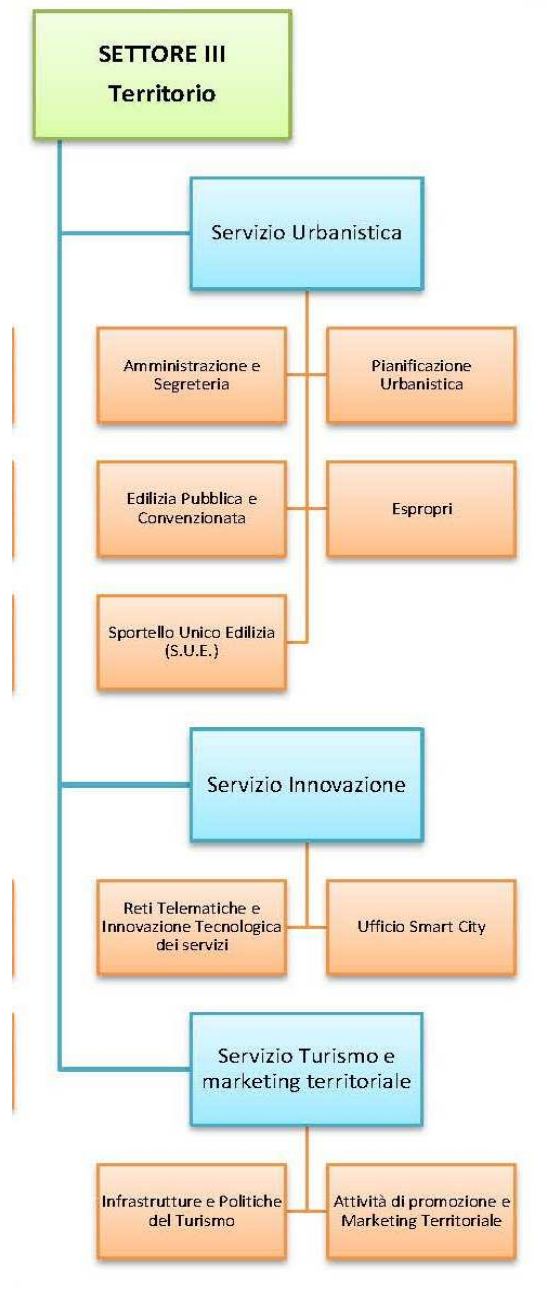 SETTORE III
Territorio
Servizio Urbanistica
Amministrazione e
Segreteria
Pianificazione
Urbanistica
Edilizia Pubblica e
Convenzionata
Espropri
Sportello Unico Edilizia
(S.U.E.)
Servizio Innovazione
Reti Telematiche e
Innovazione Tecnologica
dei servizi
Ufficio Smart City
Servizio Turismo e
marketing territoriale
Infrastrutture e Politiche
del Turismo
Attività di promozione e
Marketing Territoriale